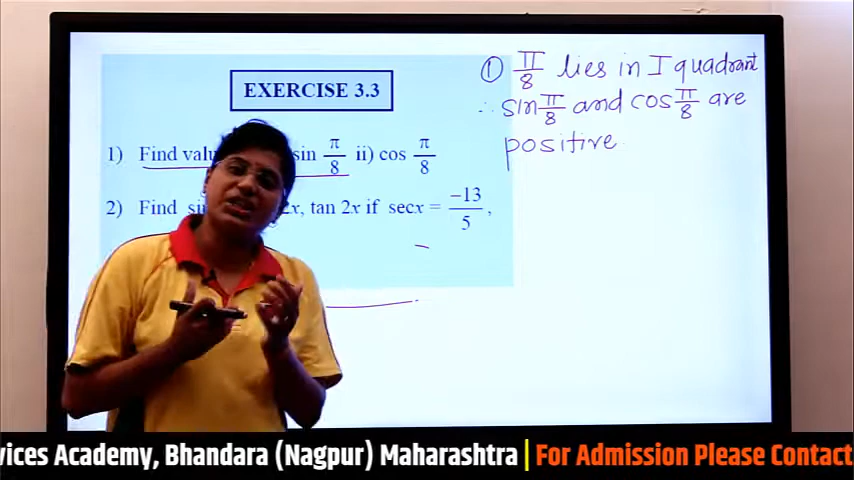 EXERCISE 3.3
1) Find valu sin π/8 ii) cos π/8
2) Find si 2x, tan 2x if secx = −13/5 ,
① π/8 lies in I quadrant
∴ sin π/8 and cos π/8 are
positive
vices Academy, Bhandara (Nagpur) Maharashtra | For Admission Please Contact